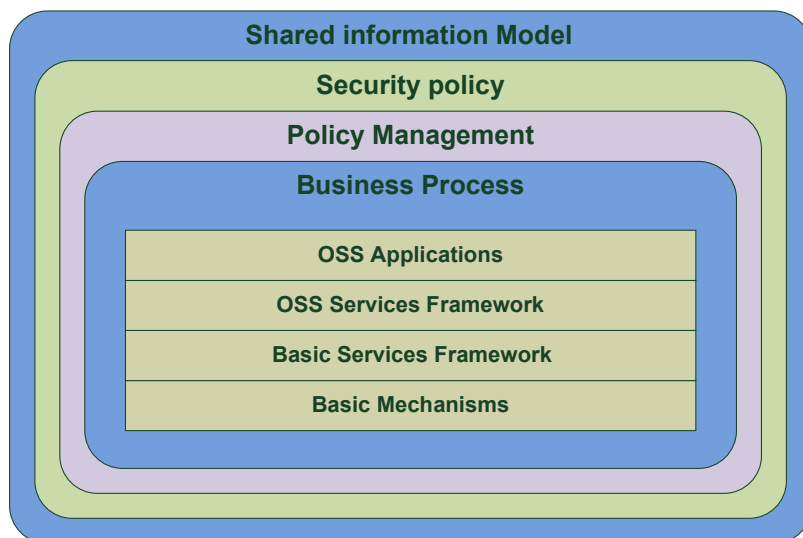 Shared information Model
Security policy
Policy Management
Business Process
OSS Applications
OSS Services Framework
Basic Services Framework
Basic Mechanisms